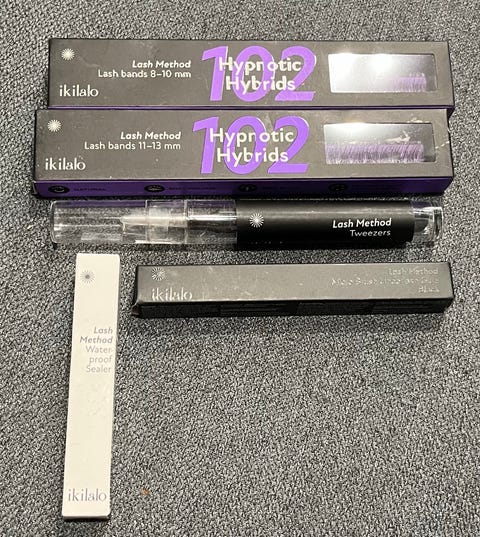 Lash Method
Lash bands 8–10 mm
102
Hypnotic
Hybrids
ikilalo
Lash Method
Lash bands 11–13 mm
102
Hypnotic
Hybrids
ikilalo
Lash Method
Tweezers
Lash Method
Black
ikilalo
Lash
Method
Water-
proof
Sealer
ikilalo